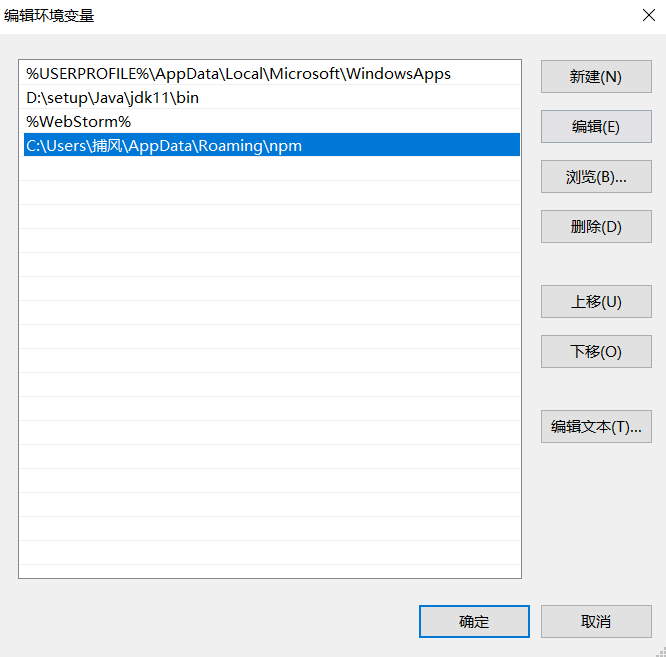 编辑环境变量
%USERPROFILE%\AppData\Local\Microsoft\WindowsApps
D:\setup\Java\jdk11\bin
%WebStorm%
C:\Users\捕风\AppData\Roaming\npm
新建(N)
编辑(E)
浏览(B)...
删除(D)
上移(U)
下移(O)
编辑文本(T)...
确定
取消